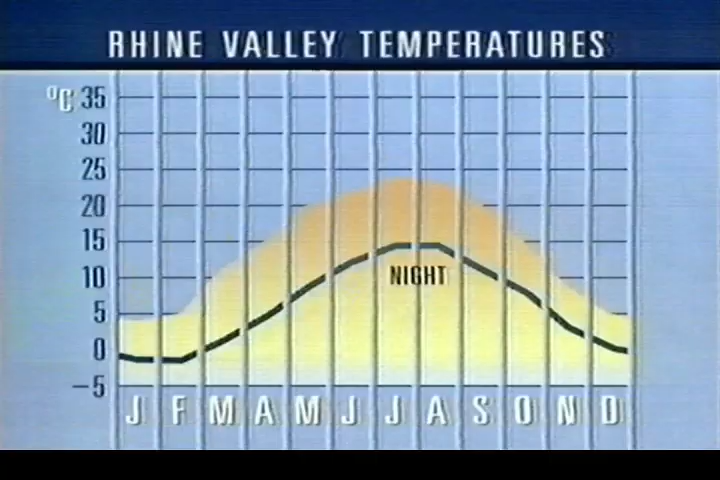 RHINE VALLEY TEMPERATURES
°C 35
30
25
20
15
10
5
0
–5
NIGHT
J F M A M J J A S O N D